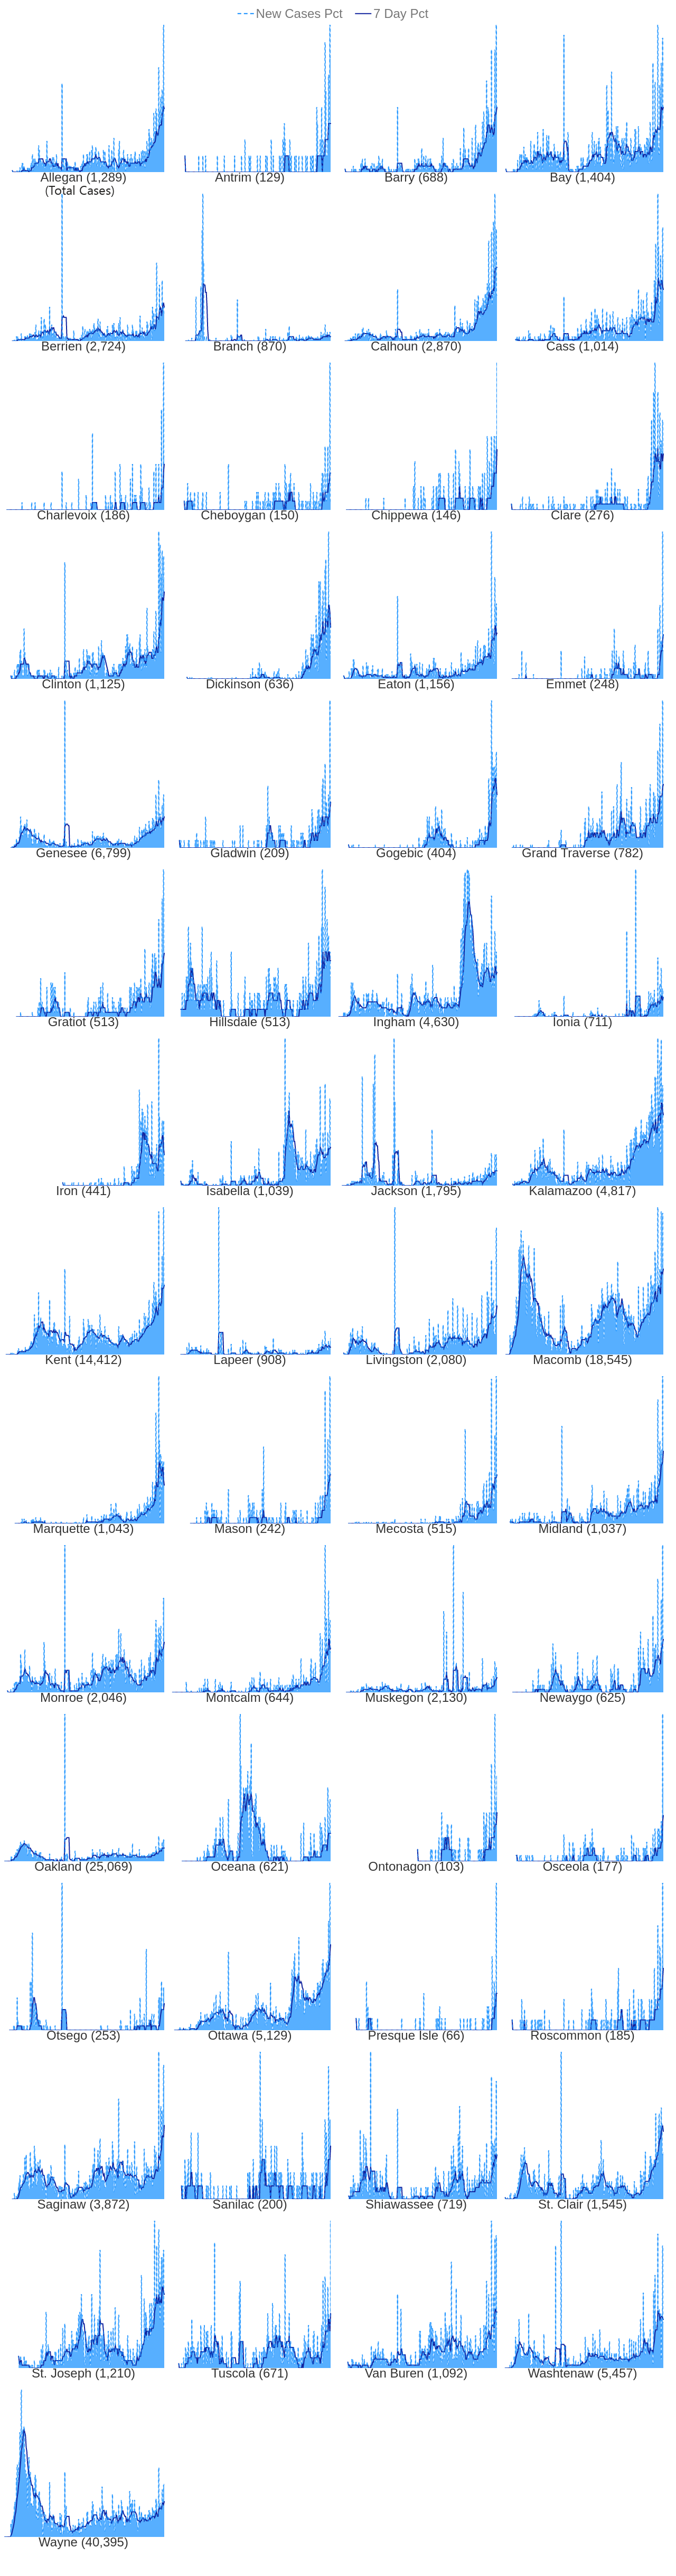 New Cases Pct 7 Day Pct
Allegan (1,289) Antrim (129) Barry (688) Bay (1,404)
(Total Cases)
Berrien (2,724) Branch (870) Calhoun (2,870) Cass (1,014)
Charlevoix (186) Cheboygan (150) Chippewa (146) Clare (276)
Clinton (1,125) Dickinson (636) Eaton (1,156) Emmet (248)
Genesee (6,799) Gladwin (209) Gogebic (404) Grand Traverse (782)
Gratiot (513) Hillsdale (513) Ingham (4,630) Ionia (711)
Iron (441) Isabella (1,039) Jackson (1,795) Kalamazoo (4,817)
Kent (14,412) Lapeer (908) Livingston (2,080) Macomb (18,545)
Marquette (1,043) Mason (242) Mecosta (515) Midland (1,037)
Monroe (2,046) Montcalm (644) Muskegon (2,130) Newaygo (625)
Oakland (25,069) Oceana (621) Ontonagon (103) Osceola (177)
Otsego (253) Ottawa (5,129) Presque Isle (66) Roscommon (185)
Saginaw (3,872) Sanilac (200) Shiawassee (719) St. Clair (1,545)
St. Joseph (1,210) Tuscola (671) Van Buren (1,092) Washtenaw (5,457)
Wayne (40,395)